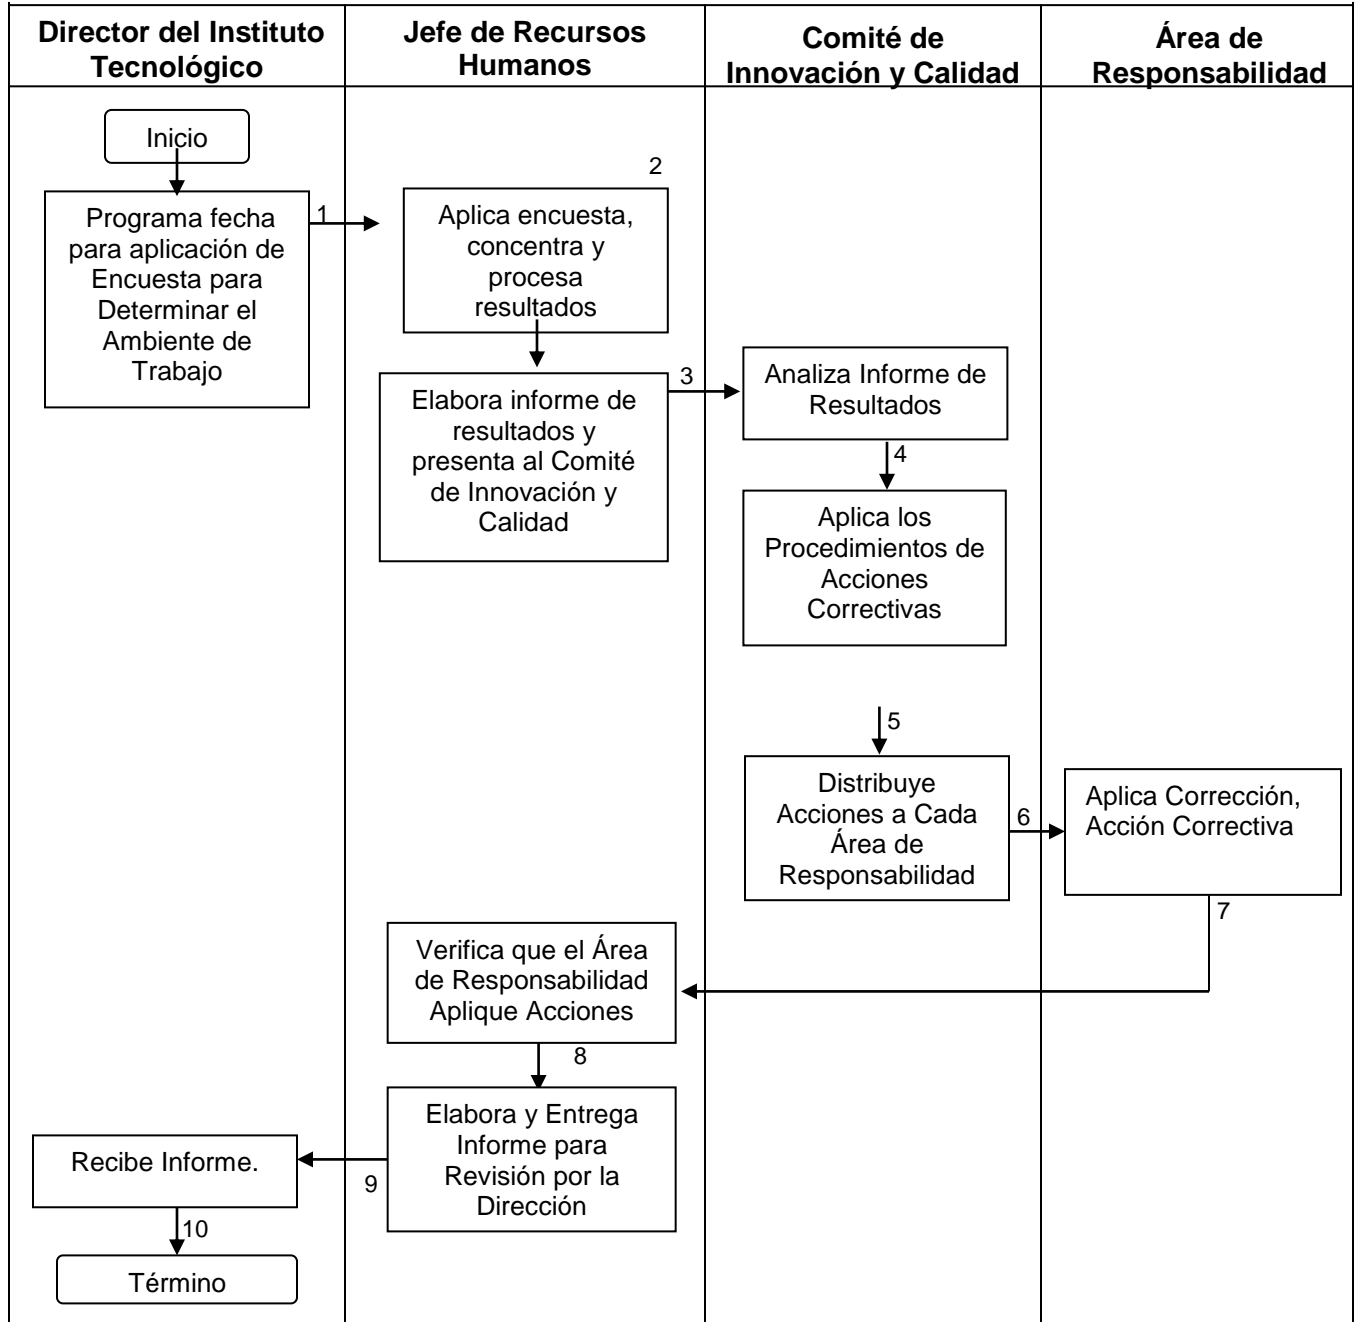 Director del Instituto
Tecnológico
Jefe de Recursos
Humanos
Comité de
Innovación y Calidad
Área de
Responsabilidad
Inicio
Programa fecha
para aplicación de
Encuesta para
Determinar el
Ambiente de
Trabajo
1
2
Aplica encuesta,
concentra y
procesa
resultados
Elabora informe de
resultados y
presenta al Comité
de Innovación y
Calidad
3
Analiza Informe de
Resultados
4
Aplica los
Procedimientos de
Acciones
Correctivas
5
Distribuye
Acciones a Cada
Área de
Responsabilidad
6
Aplica Corrección,
Acción Correctiva
7
Verifica que el Área
de Responsabilidad
Aplique Acciones
8
Elabora y Entrega
Informe para
Revisión por la
Dirección
9
Recibe Informe.
10
Término